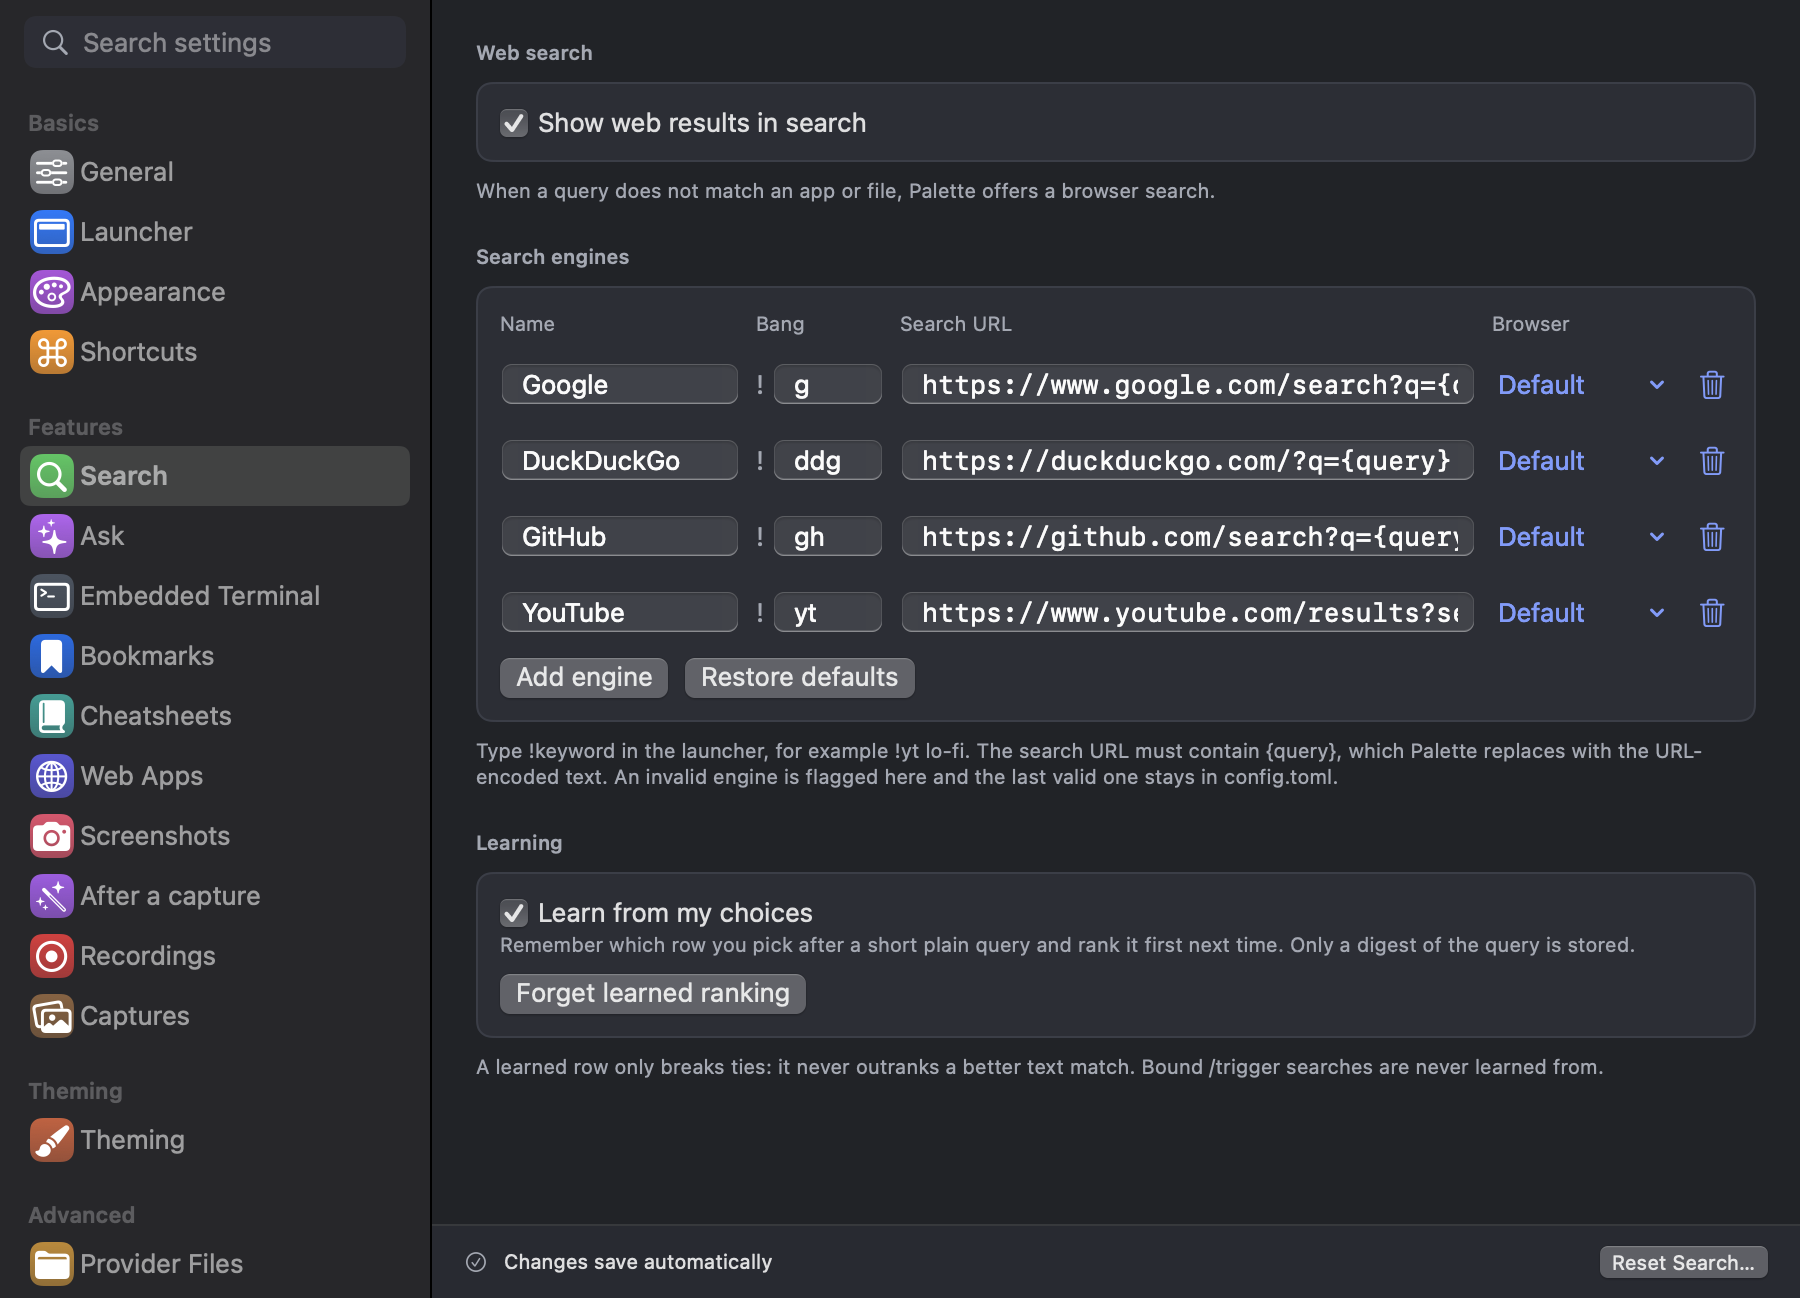 Search settings
Basics
General
Launcher
Appearance
Shortcuts
Features
Search
Ask
Embedded Terminal
Bookmarks
Cheatsheets
Web Apps
Screenshots
After a capture
Recordings
Captures
Theming
Theming
Advanced
Provider Files
Web search
Show web results in search
When a query does not match an app or file, Palette offers a browser search.
Search engines
Name Bang Search URL Browser
Google ! g https://www.google.com/search?q={ Default
DuckDuckGo ! ddg https://duckduckgo.com/?q={query} Default
GitHub ! gh https://github.com/search?q={query Default
YouTube ! yt https://www.youtube.com/results?se Default
Add engine Restore defaults
Type !keyword in the launcher, for example !yt lo-fi. The search URL must contain {query}, which Palette replaces with the URL-
encoded text. An invalid engine is flagged here and the last valid one stays in config.toml.
Learning
Learn from my choices
Remember which row you pick after a short plain query and rank it first next time. Only a digest of the query is stored.
Forget learned ranking
A learned row only breaks ties: it never outranks a better text match. Bound /trigger searches are never learned from.
Changes save automatically
Reset Search...